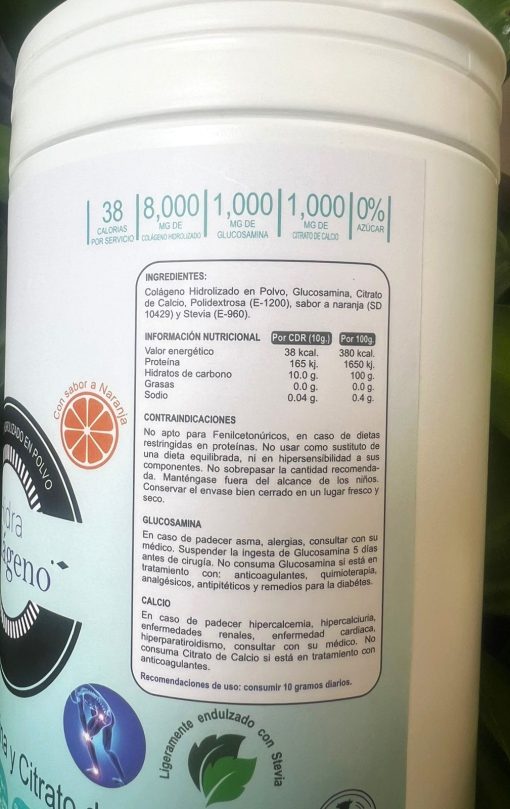 38 8,000 1,000 1,000 0%
CALORIAS POR SERVICIO
MG DE COLÁGENO HIDROLIZADO
MG DE GLUCOSAMINA
MG DE CITRATO DE CALCIO
AZÚCAR
INGREDIENTES:
Colágeno Hidrolizado en Polvo, Glucosamina, Citrato
de Calcio, Polidextrosa (E-1200), sabor a naranja (SD
10429) y Stevia (E-960).
INFORMACIÓN NUTRICIONAL Por CDR (10g.) Por 100g.
Valor energético 38 kcal. 380 kcal.
Proteína 165 kj. 1650 kj.
Hidratos de carbono 10.0 g. 100 g.
Grasas 0.0 g. 0.0 g.
Sodio 0.04 g. 0.4 g.
CONTRAINDICACIONES
No apto para Fenilcetonúricos, en caso de dietas
restringidas en proteínas. No usar como sustituto de
una dieta equilibrada, ni en hipersensibilidad a sus
componentes. No sobrepasar la cantidad recomenda-
da. Manténgase fuera del alcance de los niños.
Conservar el envase bien cerrado en un lugar fresco y
seco.
GLUCOSAMINA
En caso de padecer asma, alergias, consultar con su
médico. Suspender la ingesta de Glucosamina 5 días
antes de cirugía. No consuma Glucosamina si está en
tratamiento con: anticoagulantes, quimioterapia,
analgésicos, antipitéticos y remedios para la diabétes.
CALCIO
En caso de padecer hipercalcemia, hipercalciuria,
enfermedades renales, enfermedad cardiaca,
hiperparatiroidismo, consultar con su médico. No
consuma Citrato de Calcio si está en tratamiento con
anticoagulantes.
Recomendaciones de uso: consumir 10 gramos diarios.
Con sabor a Naranja
EN POLVO
y Citrato
Ligeramente endulzado con Stevia